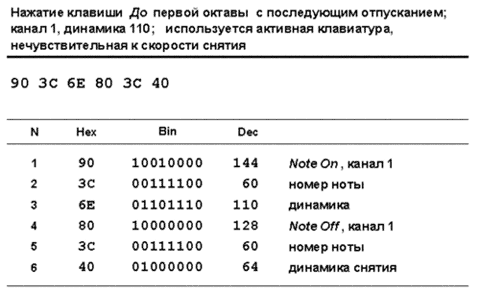 Нажатие клавиши До первой октавы с последующим отпусканием;
канал 1, динамика 110; используется активная клавиатура,
нечувствительная к скорости снятия
90 3C 6E 80 3C 40
N Hex Bin Dec
1 90 10010000 144 Note On, канал 1
2 3C 00111100 60 номер ноты
3 6E 01101110 110 динамика
4 80 10000000 128 Note Off, канал 1
5 3C 00111100 60 номер ноты
6 40 01000000 64 динамика снятия